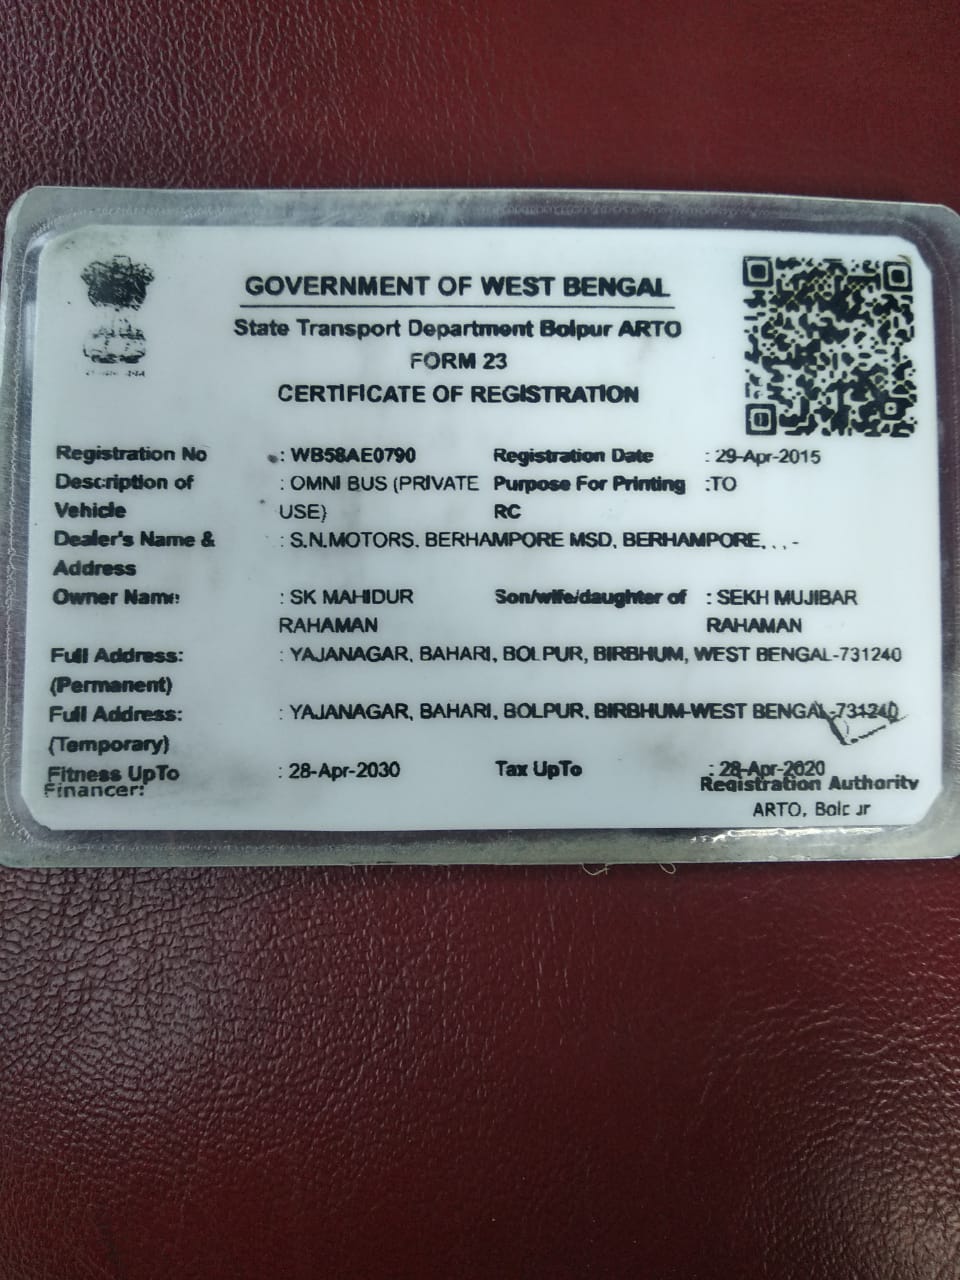 GOVERNMENT OF WEST BENGAL
State Transport Department Bolpur ARTO
FORM 23
CERTIFICATE OF REGISTRATION
Registration No : WB58AE0790 Registration Date : 29-Apr-2015
Description of Vehicle : OMNI BUS (PRIVATE USE) Purpose For Printing RC :TO
Dealer's Name & Address : S.N.MOTORS, BERHAMPORE MSD, BERHAMPORE, , , -
Owner Name: : SK MAHIDUR RAHAMAN Son/wife/daughter of : SEKH MUJIBAR RAHAMAN
Full Address: (Permanent) : YAJANAGAR, BAHARI, BOLPUR, BIRBHUM, WEST BENGAL-731240
Full Address: (Temporary) : YAJANAGAR, BAHARI, BOLPUR, BIRBHUM-WEST BENGAL-731240
Fitness UpTo : 28-Apr-2030 Tax UpTo : 28-Apr-2020
Financer: Registration Authority
ARTO,